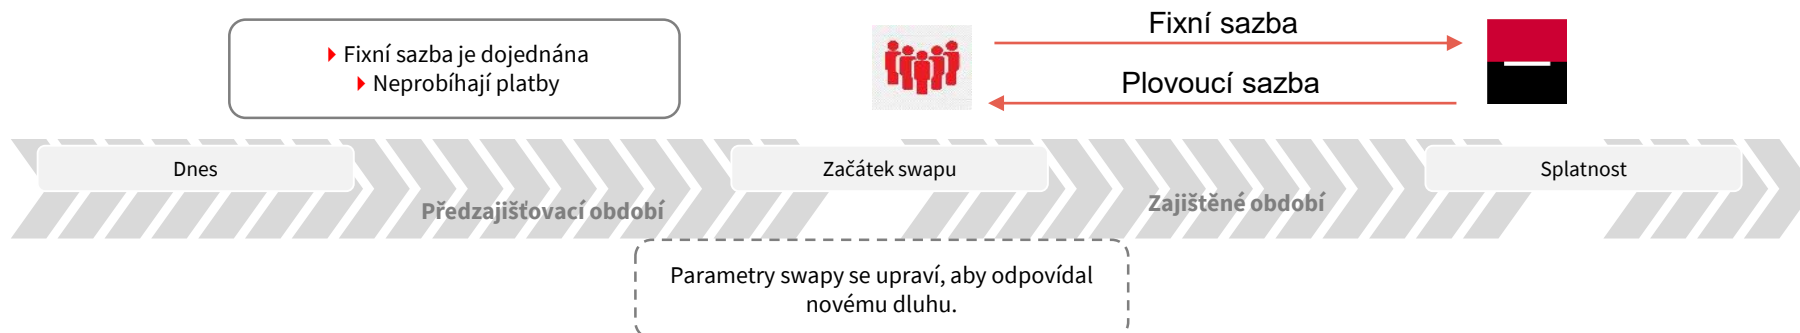 Fixní sazba je dojednána
Neprobíhají platby
Fixní sazba
Plovoucí sazba
Dnes
Začátek swapu
Splatnost
Předzajišťovací období
Zajištěné období
Parametry swapy se upraví, aby odpovídal
novému dluhu.